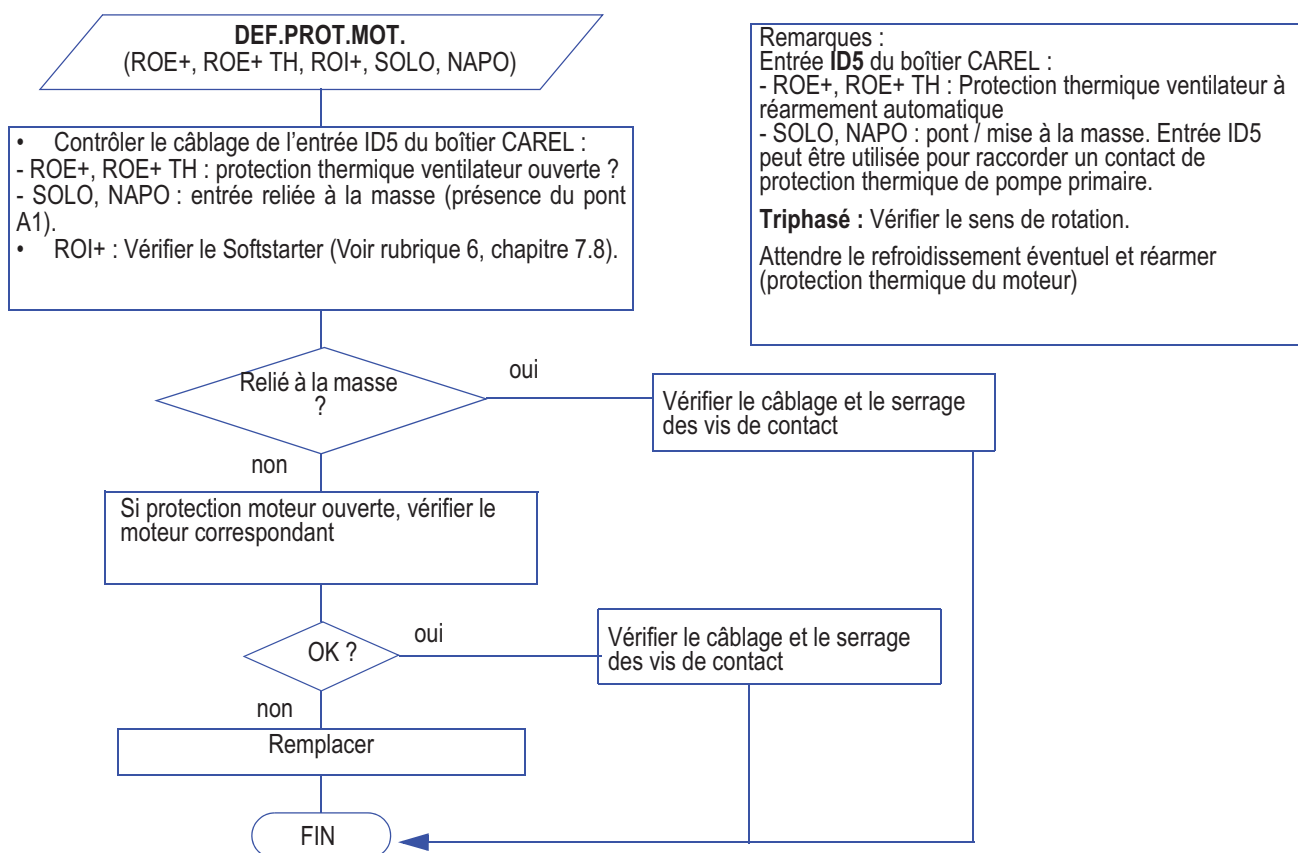 DEF.PROT.MOT.
(ROE+, ROE+ TH, ROI+, SOLO, NAPO)
• Contrôler le câblage de l'entrée ID5 du boîtier CAREL :
- ROE+, ROE+ TH : protection thermique ventilateur ouverte ?
- SOLO, NAPO : entrée reliée à la masse (présence du pont
A1).
• ROI+ : Vérifier le Softstarter (Voir rubrique 6, chapitre 7.8).
Remarques :
Entrée ID5 du boîtier CAREL :
- ROE+, ROE+ TH : Protection thermique ventilateur à
réarmement automatique
- SOLO, NAPO : pont / mise à la masse. Entrée ID5
peut être utilisée pour raccorder un contact de
protection thermique de pompe primaire.
Triphasé : Vérifier le sens de rotation.
Attendre le refroidissement éventuel et réarmer
(protection thermique du moteur)
Relié à la masse
?
oui
Vérifier le câblage et le serrage
des vis de contact
non
Si protection moteur ouverte, vérifier le
moteur correspondant
OK ?
oui
Vérifier le câblage et le serrage
des vis de contact
non
Remplacer
FIN